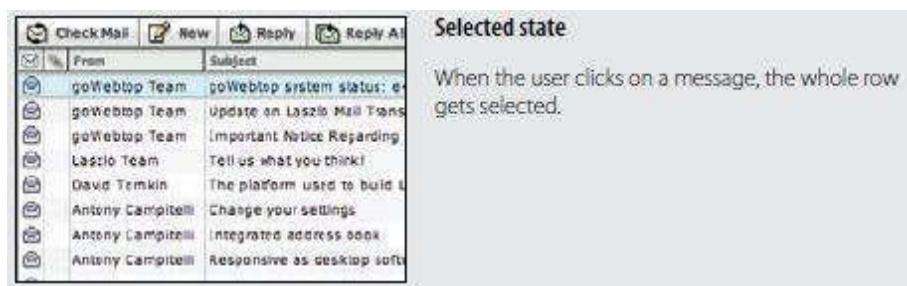 Check Mail New Reply Reply Al
From Subject
goWebtop Team goWebtop system status: e
goWebtop Team Update on Laszlo Mail Trans
goWebtop Team Important Notice Regarding
Laszlo Team Tell us what you think!
David Temkin The platform used to build L
Antony Campitelli Change your settings
Antony Campitelli Integrated address book
Antony Campitelli Responsive as desktop softw
Selected state
When the user clicks on a message, the whole row
gets selected.